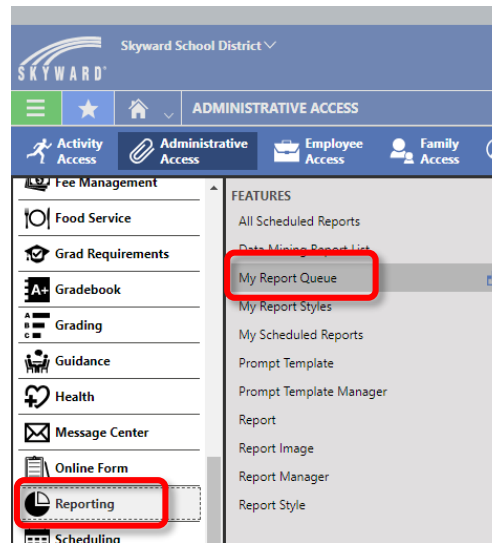 Skyward School District
SKYWARD
ADMINISTRATIVE ACCESS
Activity Access
Administrative Access
Employee Access
Family Access
Fee Management
Food Service
Grad Requirements
A+ Gradebook
A B C Grading
Guidance
Health
Message Center
Online Form
Reporting
Scheduling
FEATURES
All Scheduled Reports
Data Mining Report List
My Report Queue
My Report Styles
My Scheduled Reports
Prompt Template
Prompt Template Manager
Report
Report Image
Report Manager
Report Style